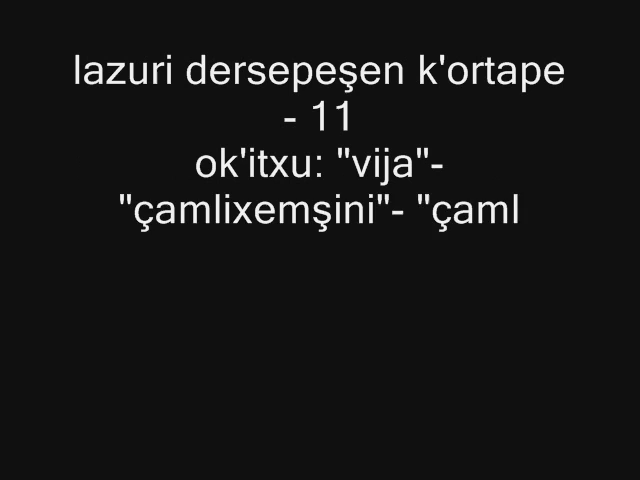 lazuri dersepeşen k'ortape
- 11
ok'itxu: "vija"-
"çamlixemşini"- "çaml